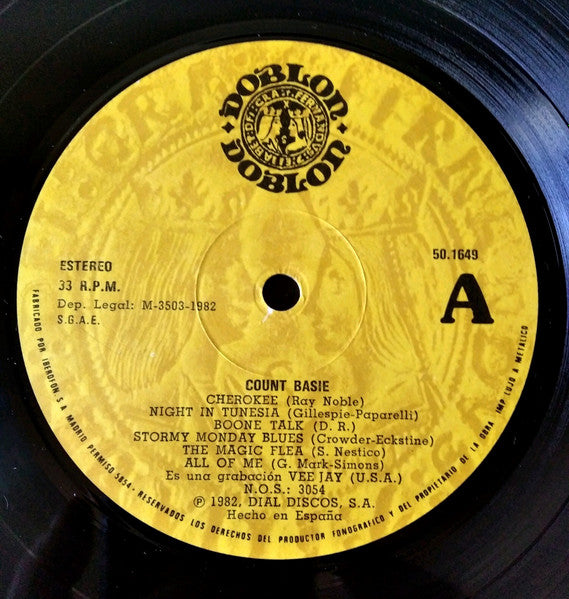 DOBLON
DOBLON
ESTEREO
33 R.P.M.
Dep. Legal: M-3503-1982
S.G.A.E.
50.1649
A
COUNT BASIE
CHEROKEE (Ray Noble)
NIGHT IN TUNESIA (Gillespie-Paparelli)
BOONE TALK (D. R.)
STORMY MONDAY BLUES (Crowder-Eckstine)
THE MAGIC FLEA (S. Nestico)
ALL OF ME (G. Mark-Simons)
Es una grabación VEE JAY (U.S.A.)
N.O.S.: 3054
℗ 1982, DIAL DISCOS, S.A.
Hecho en España
FABRICADO POR IBEROFON, S A MADRID PERMISO 5854 - RESERVADOS LOS DERECHOS DEL PRODUCTOR FONOGRAFICO Y DEL PROPIETARIO DE LA OBRA. IMP LUJO A METALICO